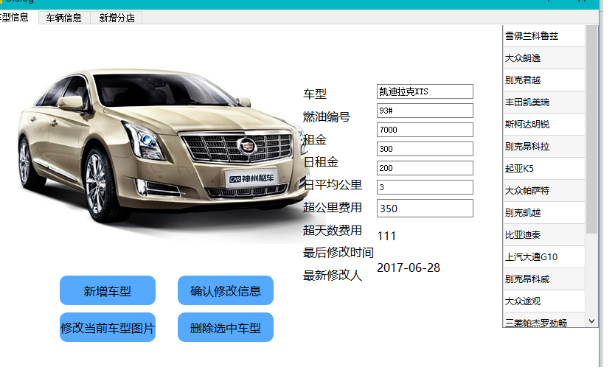 型信息 车辆信息 新增分店
雪佛兰科鲁兹
大众朗逸
别克君越
丰田凯美瑞
斯柯达明锐
别克昂科拉
起亚K5
大众帕萨特
别克凯越
比亚迪秦
上汽大通G10
别克昂科威
大众途观
三菱帕杰罗劲畅
车型 凯迪拉克XTS
燃油编号 93#
租金 7000
日租金 300
日平均公里 200
超公里费用 3
超天数费用 350
最后修改时间 111
最新修改人 2017-06-28
神州租车
新增车型 确认修改信息
修改当前车型图片 删除选中车型